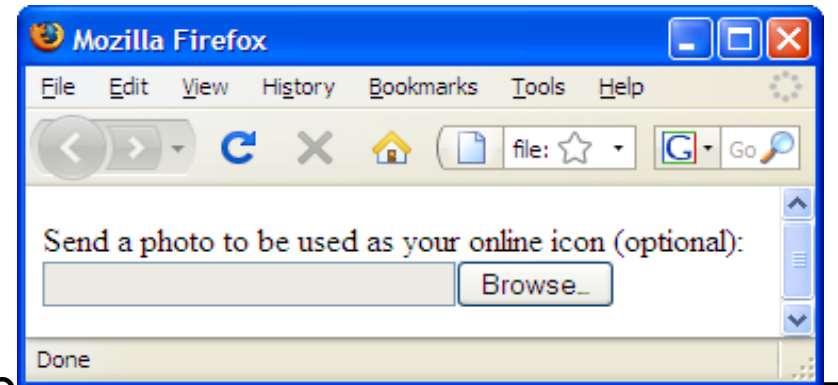 Mozilla Firefox
File Edit View History Bookmarks Tools Help
file: G Go
Send a photo to be used as your online icon (optional):
Browse...
Done